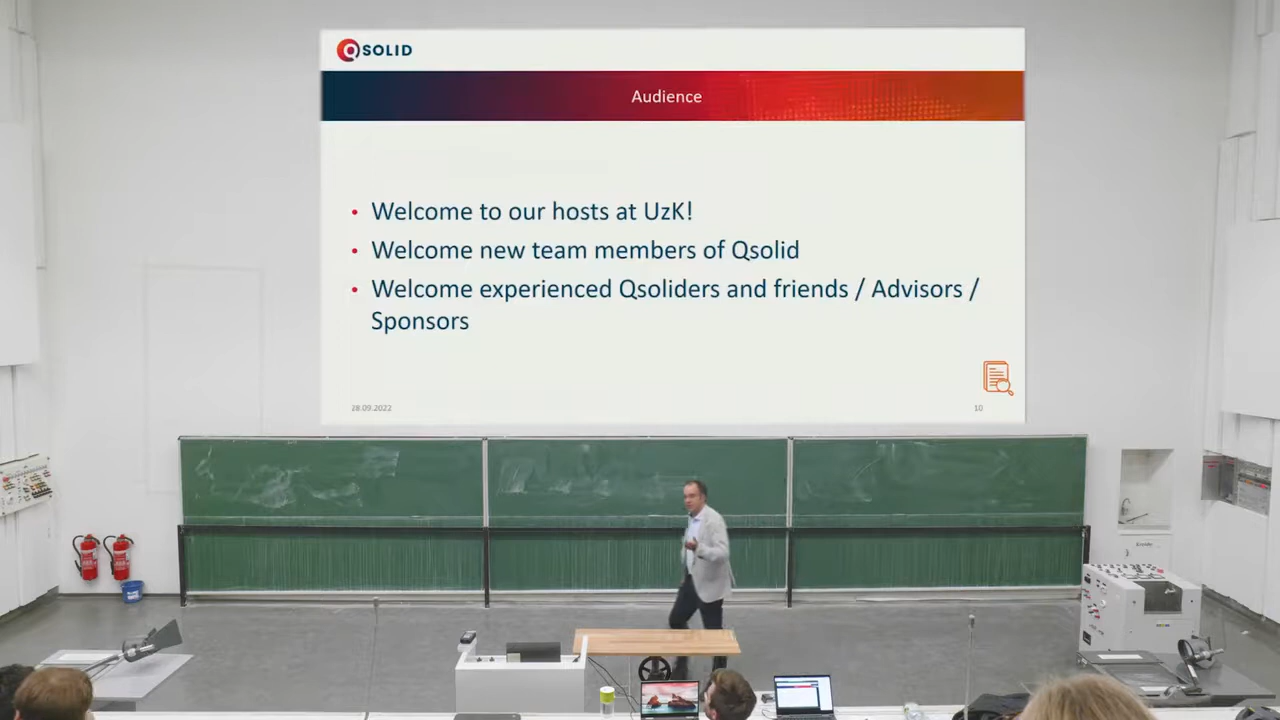 QSOLID
Audience
• Welcome to our hosts at UzK!
• Welcome new team members of Qsolid
• Welcome experienced Qsoliders and friends / Advisors /
Sponsors
28.09.2022
10